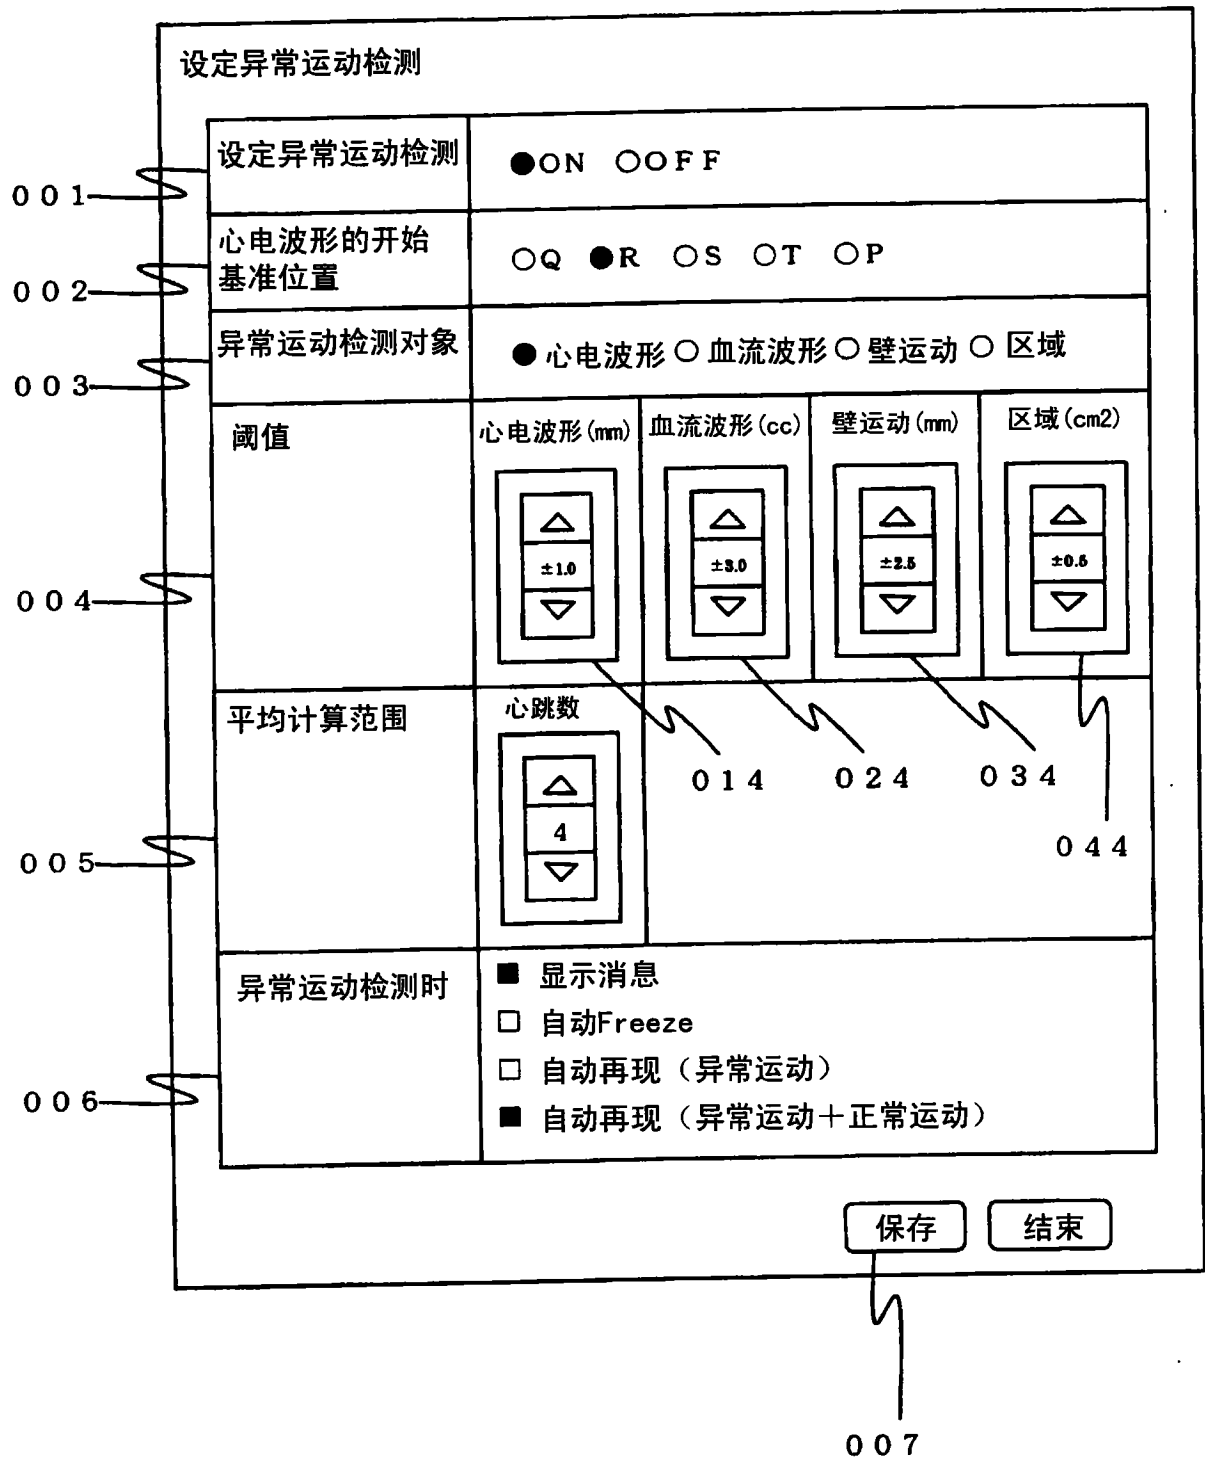 设定异常运动检测
设定异常运动检测 ●ON ○OFF
001
心电波形的开始
基准位置 ○Q ●R ○S ○T ○P
002
异常运动检测对象 ●心电波形 ○血流波形 ○壁运动 ○区域
003
阈值 心电波形(mm) 血流波形(cc) 壁运动(mm) 区域(cm2)
±1.0 ±3.0 ±2.5 ±0.5
004
平均计算范围 心跳数
014 024 034
4
044
005
异常运动检测时 ■ 显示消息
□ 自动Freeze
□ 自动再现（异常运动）
■ 自动再现（异常运动＋正常运动）
006
保存 结束
007